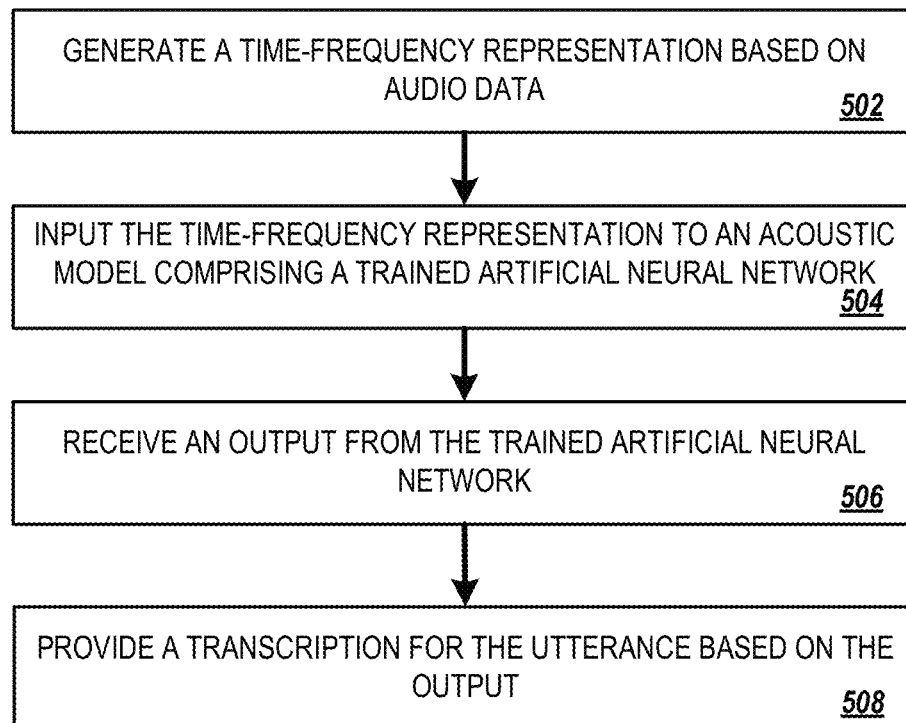 GENERATE A TIME-FREQUENCY REPRESENTATION BASED ON
AUDIO DATA
502
INPUT THE TIME-FREQUENCY REPRESENTATION TO AN ACOUSTIC
MODEL COMPRISING A TRAINED ARTIFICIAL NEURAL NETWORK
504
RECEIVE AN OUTPUT FROM THE TRAINED ARTIFICIAL NEURAL
NETWORK
506
PROVIDE A TRANSCRIPTION FOR THE UTTERANCE BASED ON THE
OUTPUT
508